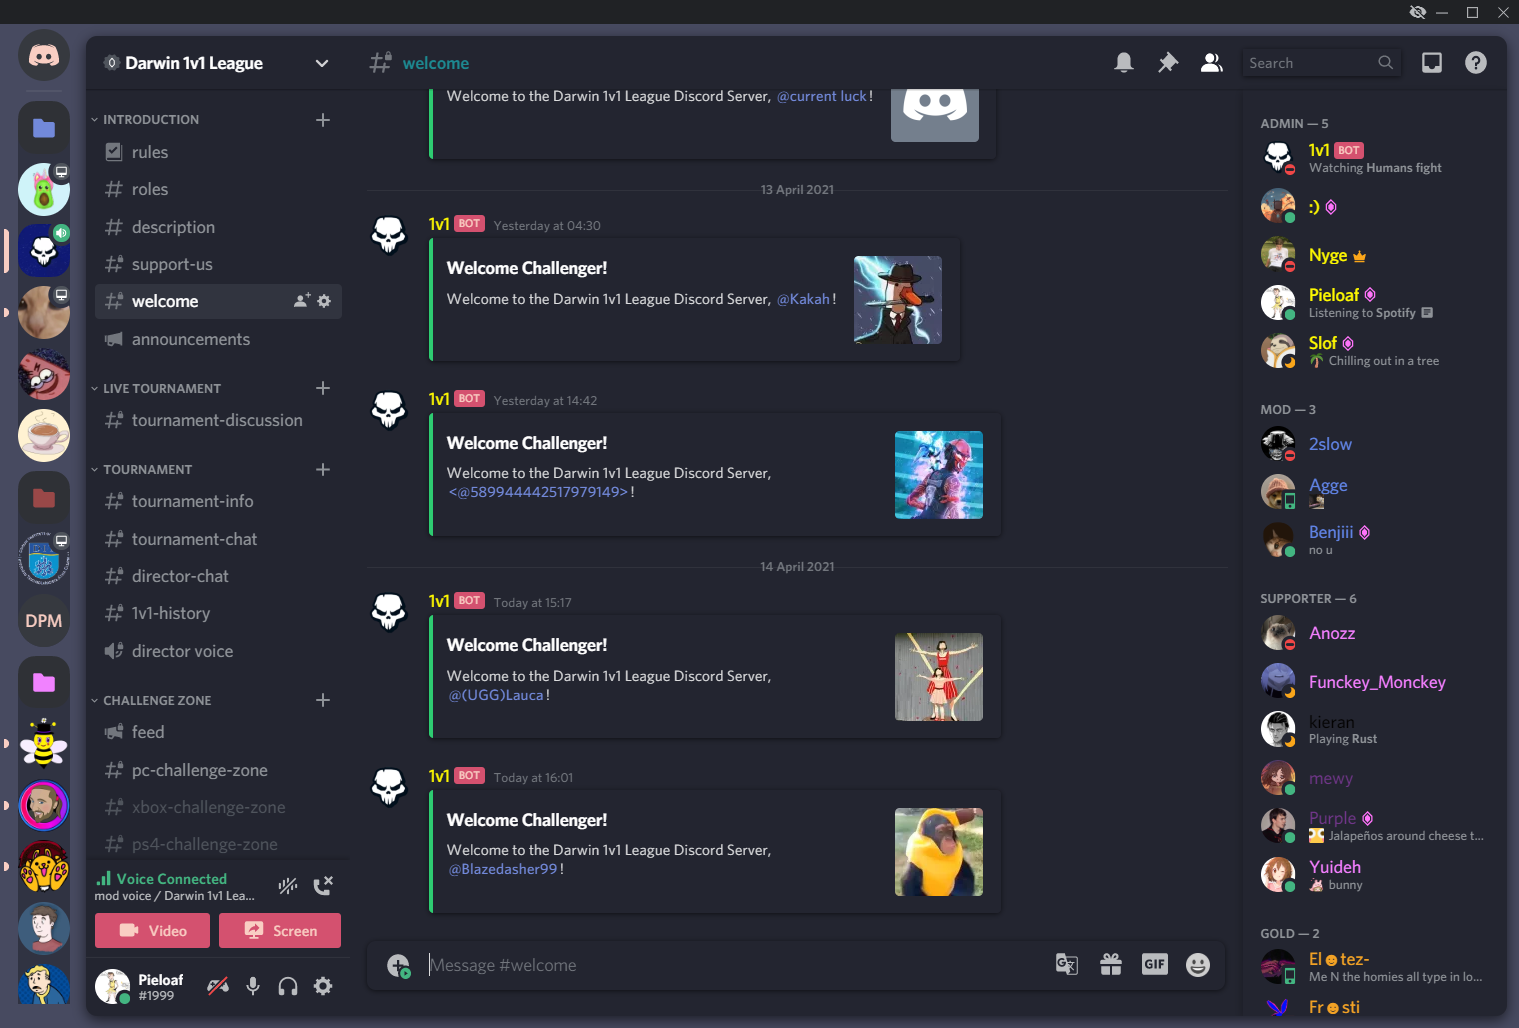 Darwin 1v1 League
INTRODUCTION
rules
roles
description
support-us
welcome
announcements
LIVE TOURNAMENT
tournament-discussion
TOURNAMENT
tournament-info
tournament-chat
director-chat
1v1-history
director voice
CHALLENGE ZONE
feed
pc-challenge-zone
xbox-challenge-zone
ps4-challenge-zone
Voice Connected
mod voice / Darwin 1v1 Lea...
Video
Screen
Pieloaf
#1999
DPM
welcome
Search
Welcome to the Darwin 1v1 League Discord Server, @current luck !
13 April 2021
1v1 BOT Yesterday at 04:30
Welcome Challenger!
Welcome to the Darwin 1v1 League Discord Server, @Kakah !
1v1 BOT Yesterday at 14:42
Welcome Challenger!
Welcome to the Darwin 1v1 League Discord Server,
<@589944442517979149> !
14 April 2021
1v1 BOT Today at 15:17
Welcome Challenger!
Welcome to the Darwin 1v1 League Discord Server,
@(UGG)Lauca !
1v1 BOT Today at 16:01
Welcome Challenger!
Welcome to the Darwin 1v1 League Discord Server,
@Blazedasher99 !
Message #welcome
GIF
ADMIN — 5
1v1 BOT
Watching Humans fight
:)
Nyge
Pieloaf
Listening to Spotify
Slof
Chilling out in a tree
MOD — 3
2slow
Agge
Benjiii
no u
SUPPORTER — 6
Anozz
Funckey_Monckey
kieran
Playing Rust
mewy
Purple
Jalapeños around cheese t...
Yuideh
bunny
GOLD — 2
El☻tez-
Me N the homies all type in lo...
Fr☻sti